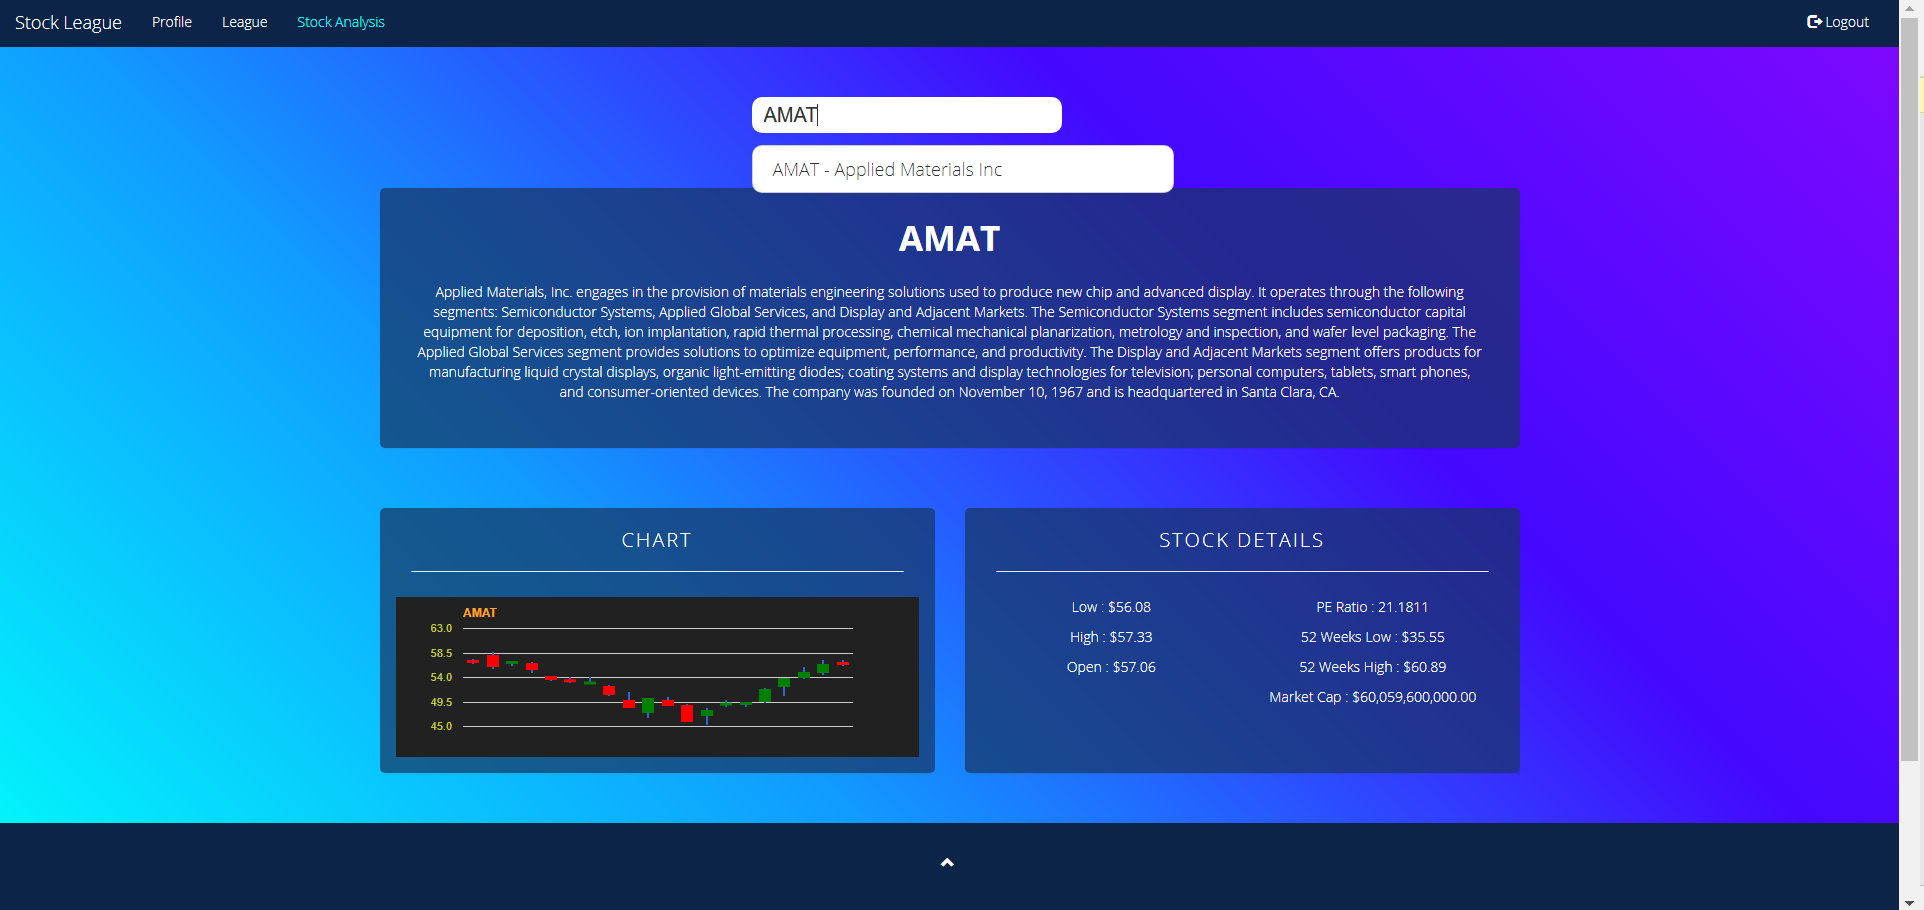 Stock League Profile League Stock Analysis Logout
AMAT
AMAT - Applied Materials Inc
AMAT
Applied Materials, Inc. engages in the provision of materials engineering solutions used to produce new chip and advanced display. It operates through the following
segments: Semiconductor Systems, Applied Global Services, and Display and Adjacent Markets. The Semiconductor Systems segment includes semiconductor capital
equipment for deposition, etch, ion implantation, rapid thermal processing, chemical mechanical planarization, metrology and inspection, and wafer level packaging. The
Applied Global Services segment provides solutions to optimize equipment, performance, and productivity. The Display and Adjacent Markets segment offers products for
manufacturing liquid crystal displays, organic light-emitting diodes; coating systems and display technologies for television; personal computers, tablets, smart phones,
and consumer-oriented devices. The company was founded on November 10, 1967 and is headquartered in Santa Clara, CA.
CHART
AMAT
63.0
58.5
54.0
49.5
45.0
STOCK DETAILS
Low : $56.08
High : $57.33
Open : $57.06
PE Ratio : 21.1811
52 Weeks Low : $35.55
52 Weeks High : $60.89
Market Cap : $60,059,600,000.00